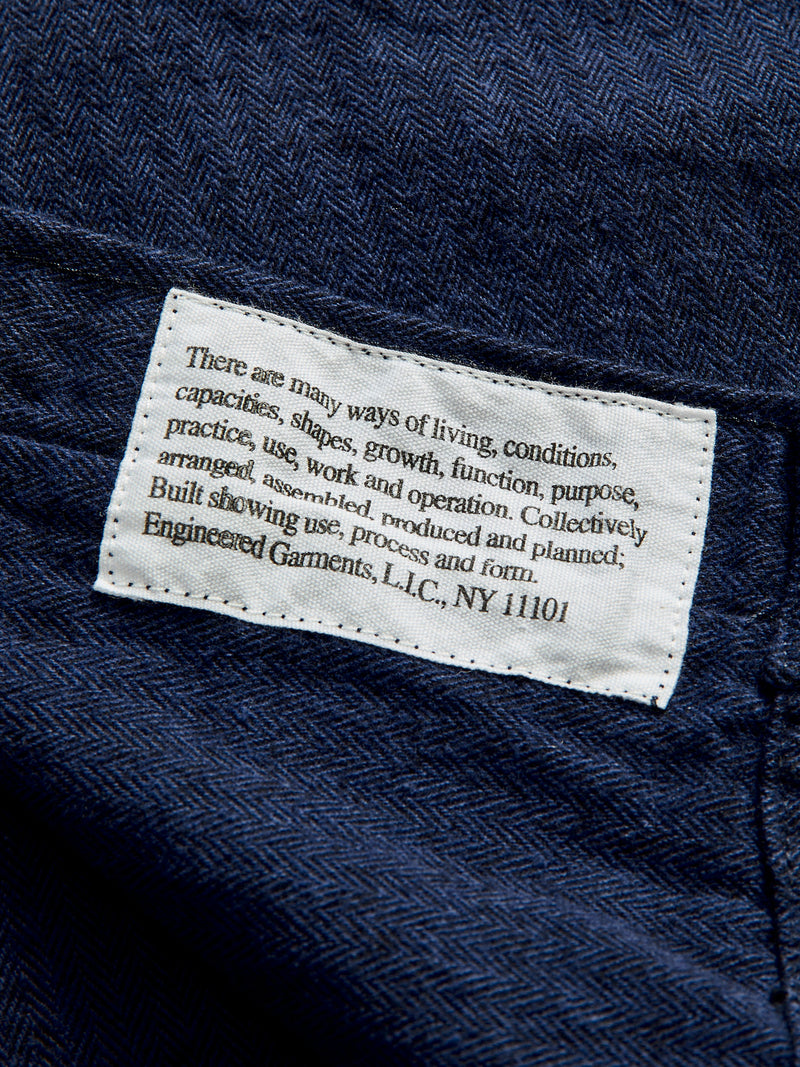 There are many ways of living, conditions,
capacities, shapes, growth, function, purpose,
practice, use, work and operation. Collectively
arranged, assembled, produced and planned;
Built showing use, process and form.
Engineered Garments, L.I.C., NY 11101